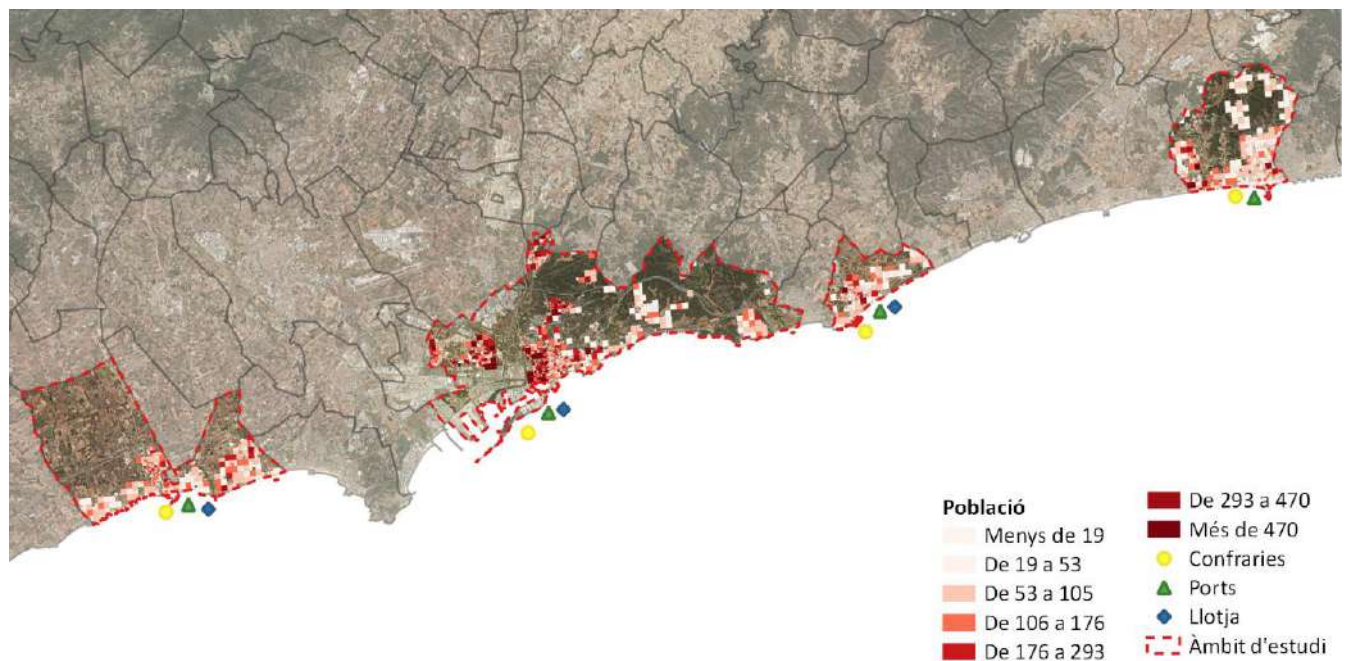 Població
Menys de 19
De 19 a 53
De 53 a 105
De 106 a 176
De 176 a 293
De 293 a 470
Més de 470
Confraries
Ports
Llotja
Àmbit d'estudi